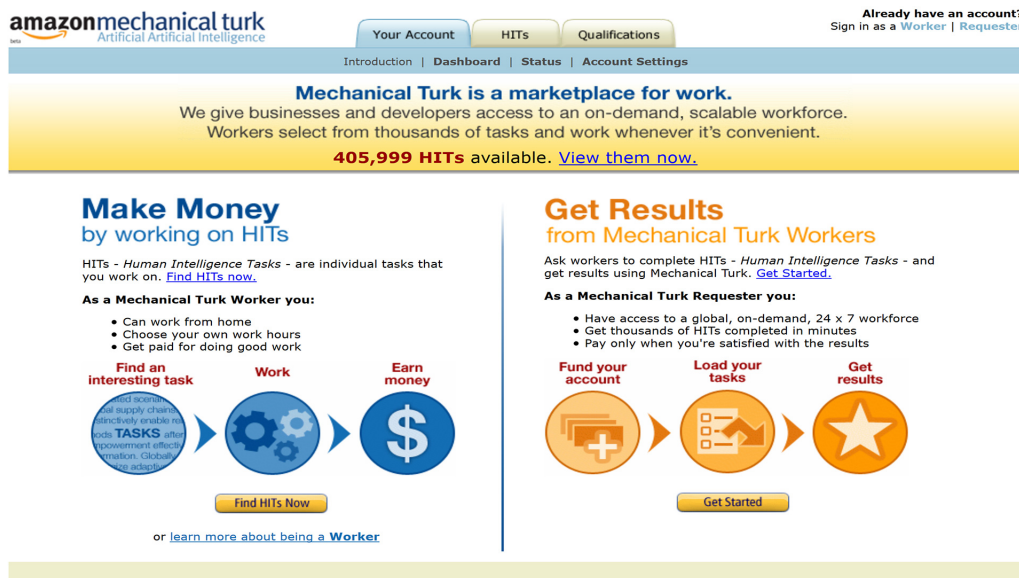 amazonmechanical turk
beta
Artificial Artificial Intelligence
Your Account
HITs
Qualifications
Already have an account?
Sign in as a Worker | Requester
Introduction | Dashboard | Status | Account Settings
Mechanical Turk is a marketplace for work.
We give businesses and developers access to an on-demand, scalable workforce.
Workers select from thousands of tasks and work whenever it's convenient.
405,999 HITs available. View them now.
Make Money
by working on HITs
HITs - Human Intelligence Tasks - are individual tasks that
you work on. Find HITs now.
As a Mechanical Turk Worker you:
• Can work from home
• Choose your own work hours
• Get paid for doing good work
Find an
interesting task
Work
Earn
money
supply chains
enable
TASKS after
Globally
$
Find HITs Now
or learn more about being a Worker
Get Results
from Mechanical Turk Workers
Ask workers to complete HITs - Human Intelligence Tasks - and
get results using Mechanical Turk. Get Started.
As a Mechanical Turk Requester you:
• Have access to a global, on-demand, 24 x 7 workforce
• Get thousands of HITs completed in minutes
• Pay only when you're satisfied with the results
Fund your
account
Load your
tasks
Get
results
Get Started